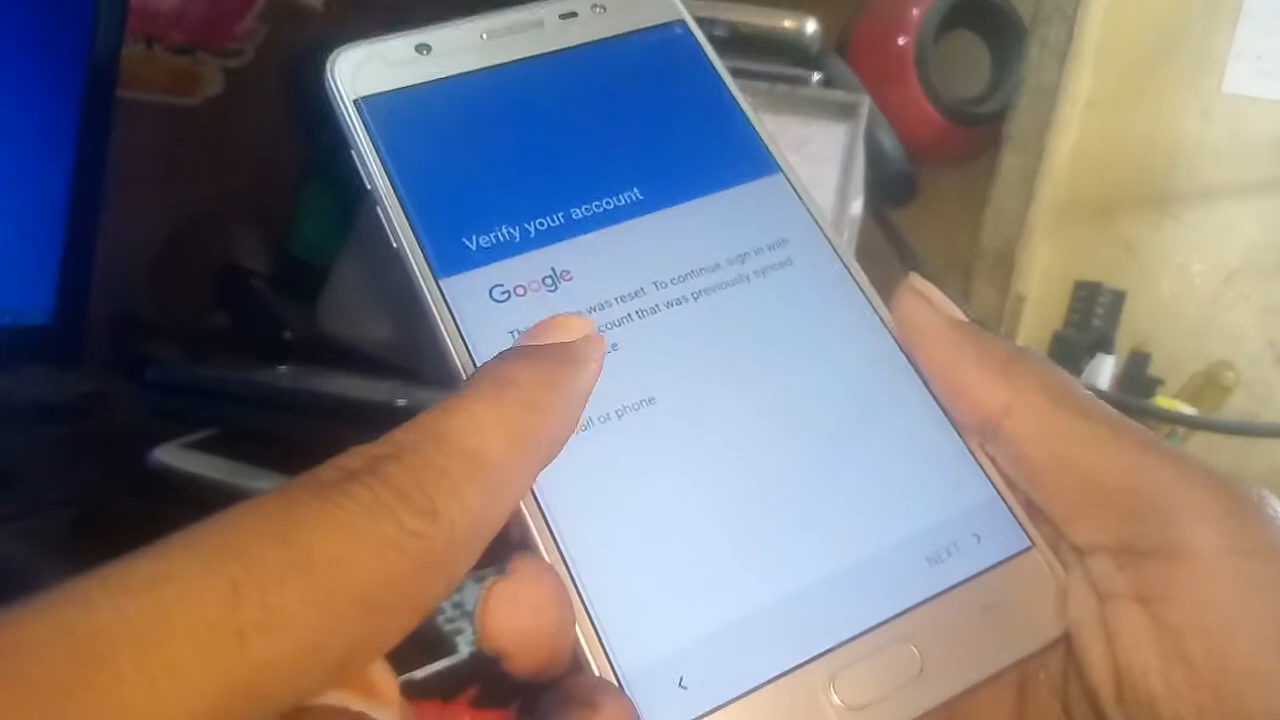 Verify your account
Google
was reset. To continue, sign in with
count that was previously synced
or phone
NEXT